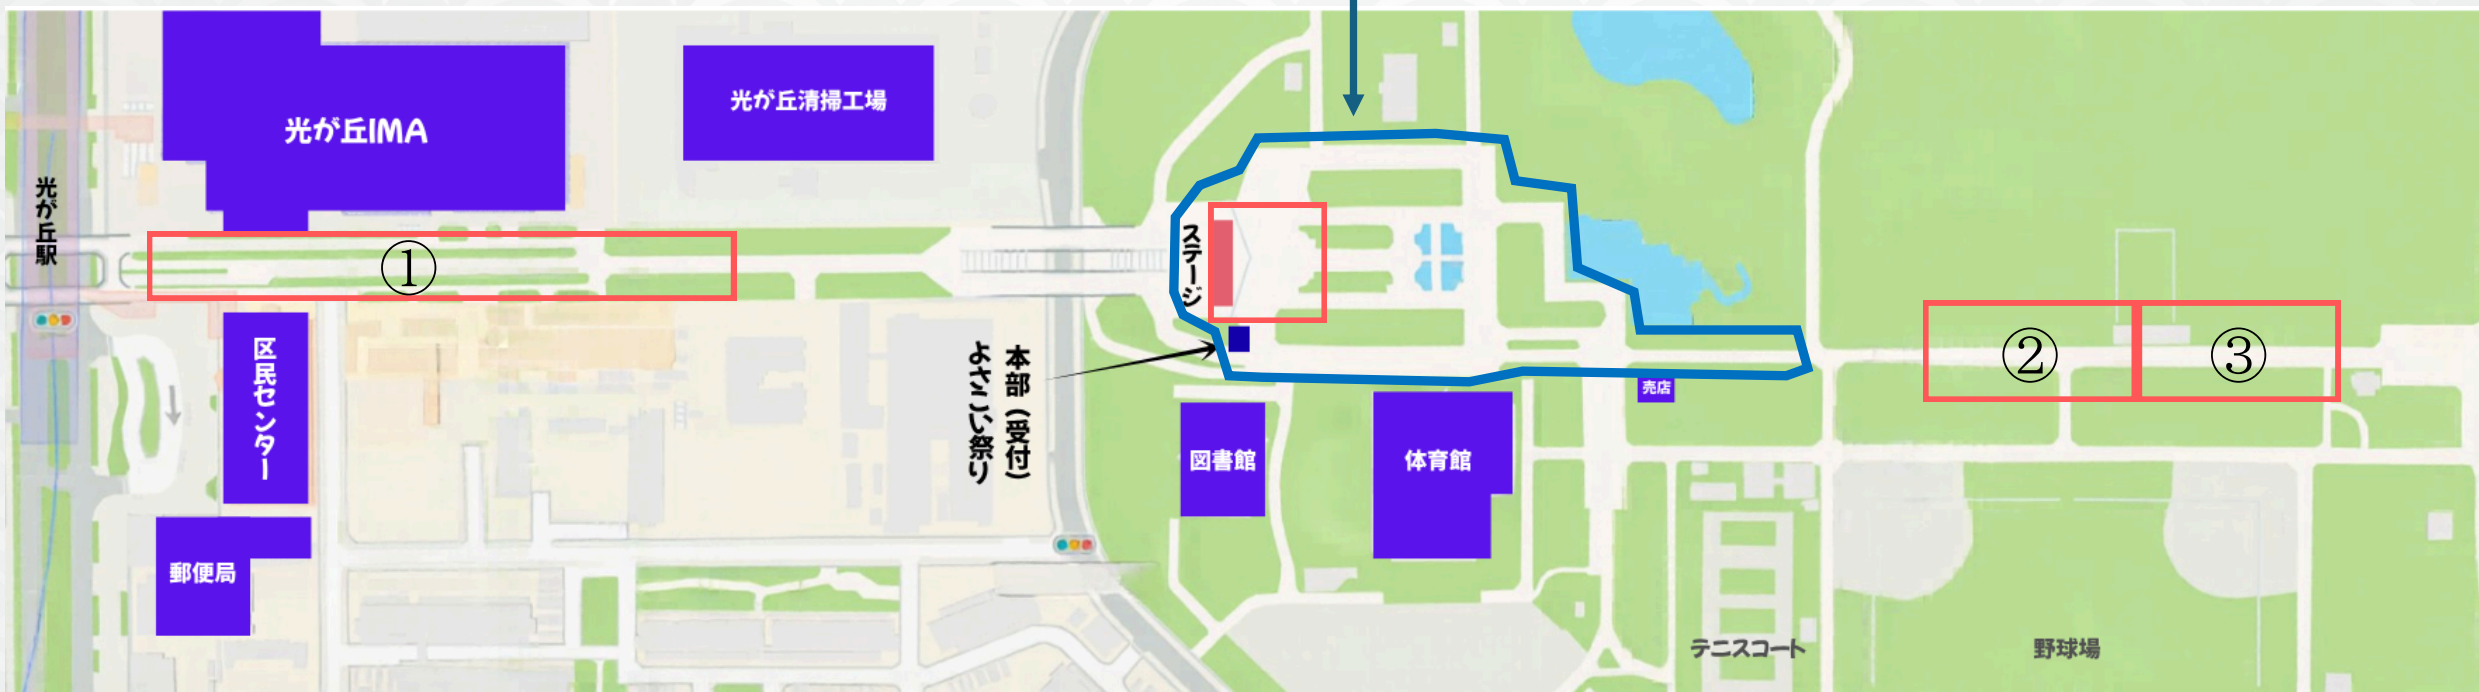 光が丘駅
光が丘IMA
光が丘清掃工場
①
区民センター
郵便局
ステージ
本部（受付）
よさこい祭り
図書館
体育館
売店
②
③
テニスコート
野球場